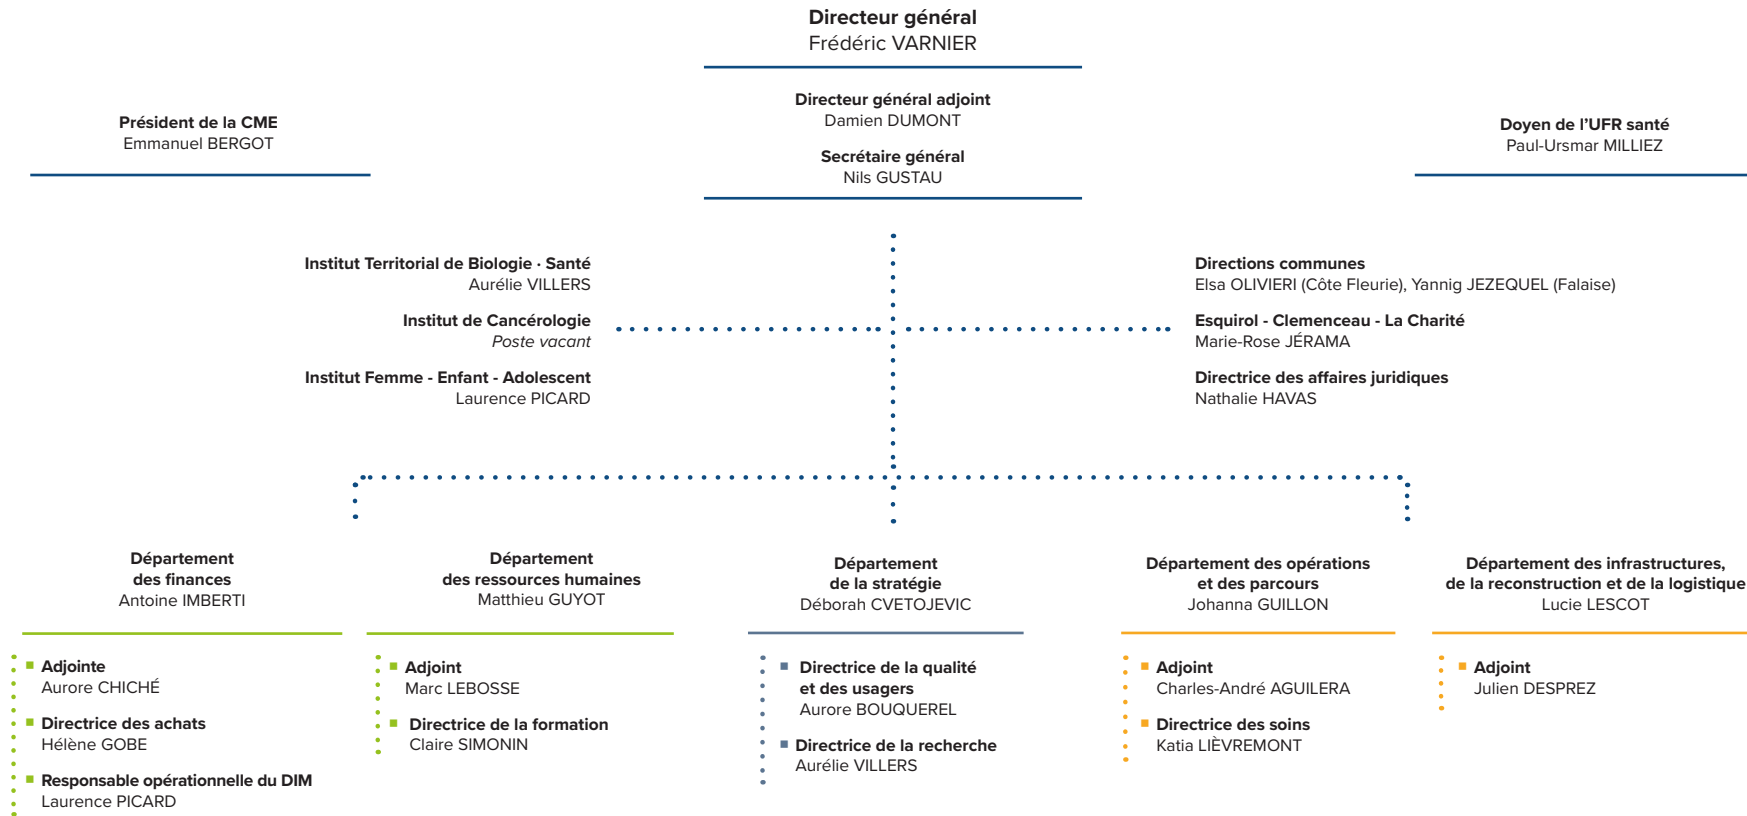 Directeur général
Frédéric VARNIER
Directeur général adjoint
Damien DUMONT
Secrétaire général
Nils GUSTAU
Président de la CME
Emmanuel BERGOT
Doyen de l'UFR santé
Paul-Ursmar MILLIEZ
Institut Territorial de Biologie · Santé
Aurélie VILLERS
Institut de Cancérologie
Poste vacant
Institut Femme - Enfant - Adolescent
Laurence PICARD
Directions communes
Elsa OLIVIERI (Côte Fleurie), Yannig JEZEQUEL (Falaise)
Esquirol - Clemenceau - La Charité
Marie-Rose JÉRAMA
Directrice des affaires juridiques
Nathalie HAVAS
Département
des finances
Antoine IMBERTI
Adjointe
Aurore CHICHÉ
Directrice des achats
Hélène GOBE
Responsable opérationnelle du DIM
Laurence PICARD
Département
des ressources humaines
Matthieu GUYOT
Adjoint
Marc LEBOSSE
Directrice de la formation
Claire SIMONIN
Département
de la stratégie
Déborah CVETOJEVIC
Directrice de la qualité
et des usagers
Aurore BOUQUEREL
Directrice de la recherche
Aurélie VILLERS
Département des opérations
et des parcours
Johanna GUILLON
Adjoint
Charles-André AGUILERA
Directrice des soins
Katia LIÈVREMONT
Département des infrastructures,
de la reconstruction et de la logistique
Lucie LESCOT
Adjoint
Julien DESPREZ